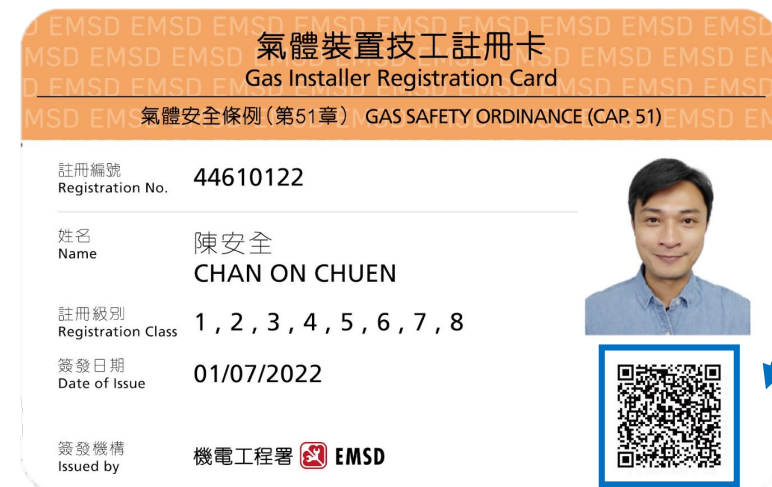 氣體裝置技工註冊卡
Gas Installer Registration Card
氣體安全條例(第51章) GAS SAFETY ORDINANCE (CAP. 51)
註冊編號
Registration No. 44610122
姓名 陳安全
Name CHAN ON CHUEN
註冊級別
Registration Class 1 , 2 , 3 , 4 , 5 , 6 , 7 , 8
簽發日期
Date of Issue 01/07/2022
簽發機構
Issued by 機電工程署 EMSD